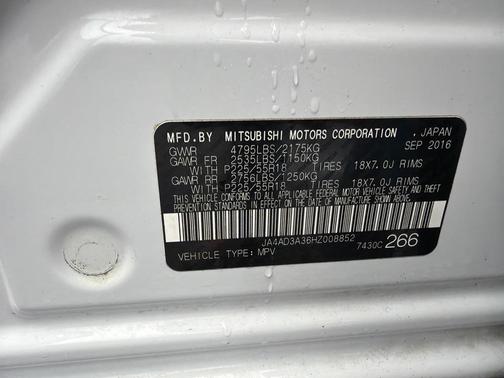 MFD.BY MITSUBISHI MOTORS CORPORATION , JAPAN
GVWR 4795LBS/2175KG SEP 2016
GAWR FR 2535LBS/1150KG
WITH P225/55R18 TIRES 18X7.0J RIMS
GAWR RR 2756LBS/1250KG
WITH P225/55R18 TIRES 18X7.0J RIMS
THIS VEHICLE CONFORMS TO ALL APPLICABLE FEDERAL MOTOR VEHICLE SAFETY
AND THEFT PREVENTION STANDARDS IN EFFECT ON THE DATE OF MANUFACTURE
JA4AD3A36HZ008852
VEHICLE TYPE: MPV 7430C 266